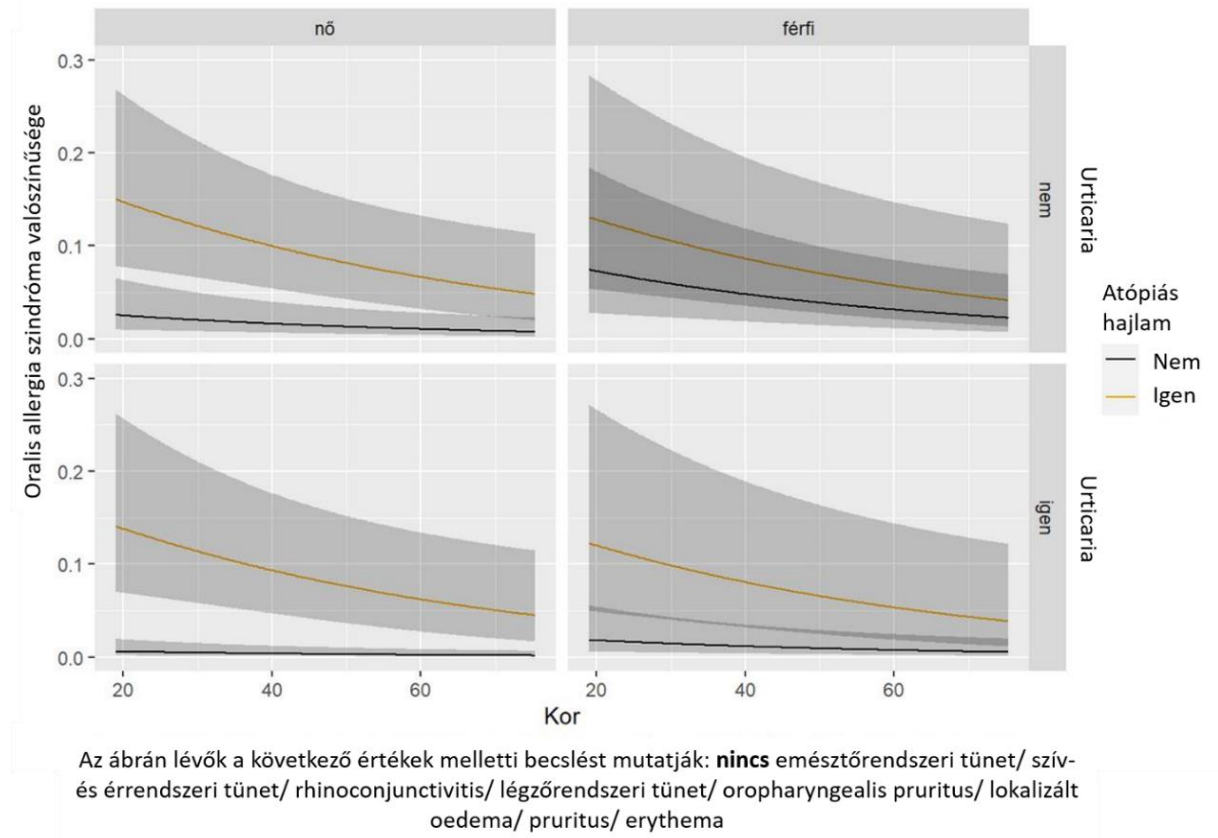 nő
férfi
Oralis allergia szindróma valószínűsége
0.3
0.2
0.1
0.0
nem
Urticaria
0.3
0.2
0.1
0.0
igen
Urticaria
Atópiás
hajlam
Nem
Igen
20
40
60
20
40
60
Kor
Az ábrán lévők a következő értékek melletti becslést mutatják: nincs emésztőrendszeri tünet/ szív-
és érrendszeri tünet/ rhinoconjunctivitis/ légzőrendszeri tünet/ oropharyngealis pruritus/ lokalizált
oedema/ pruritus/ erythema